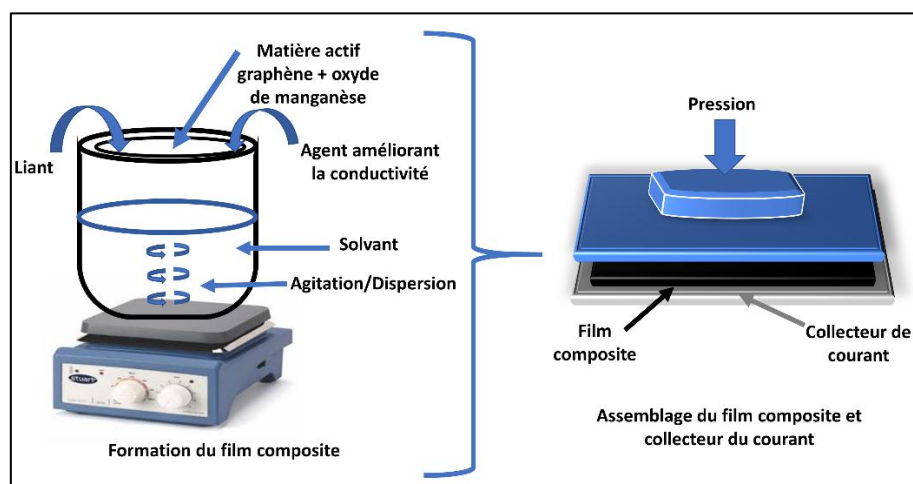 Matière actif
graphène + oxyde
de manganèse
Liant
Agent améliorant
la conductivité
Solvant
Agitation/Dispersion
stuart
Formation du film composite
Pression
Film
composite
Collecteur de
courant
Assemblage du film composite et
collecteur du courant